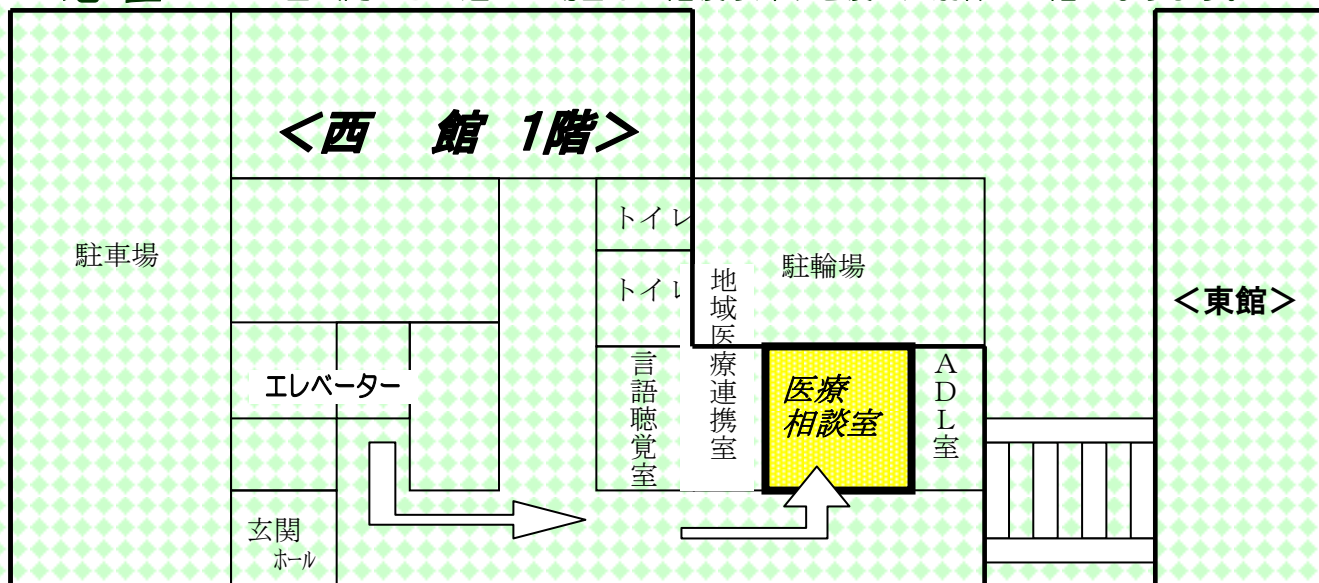 ＜西　館 1階＞
トイレ
駐車場
駐輪場
トイレ
地域医療連携室
＜東館＞
エレベーター
言語聴覚室
医療
相談室
ADL室
玄関
ホール